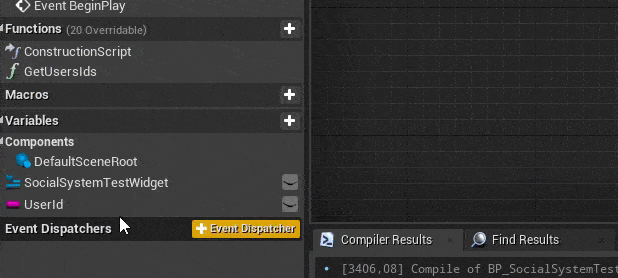 Event BeginPlay
Functions (20 Overridable)
ConstructionScript
GetUsersIds
Macros
Variables
Components
DefaultSceneRoot
SocialSystemTestWidget
UserId
Event Dispatchers
Event Dispatcher
Compiler Results
Find Results
[3406,08] Compile of BP_SocialSystemTest